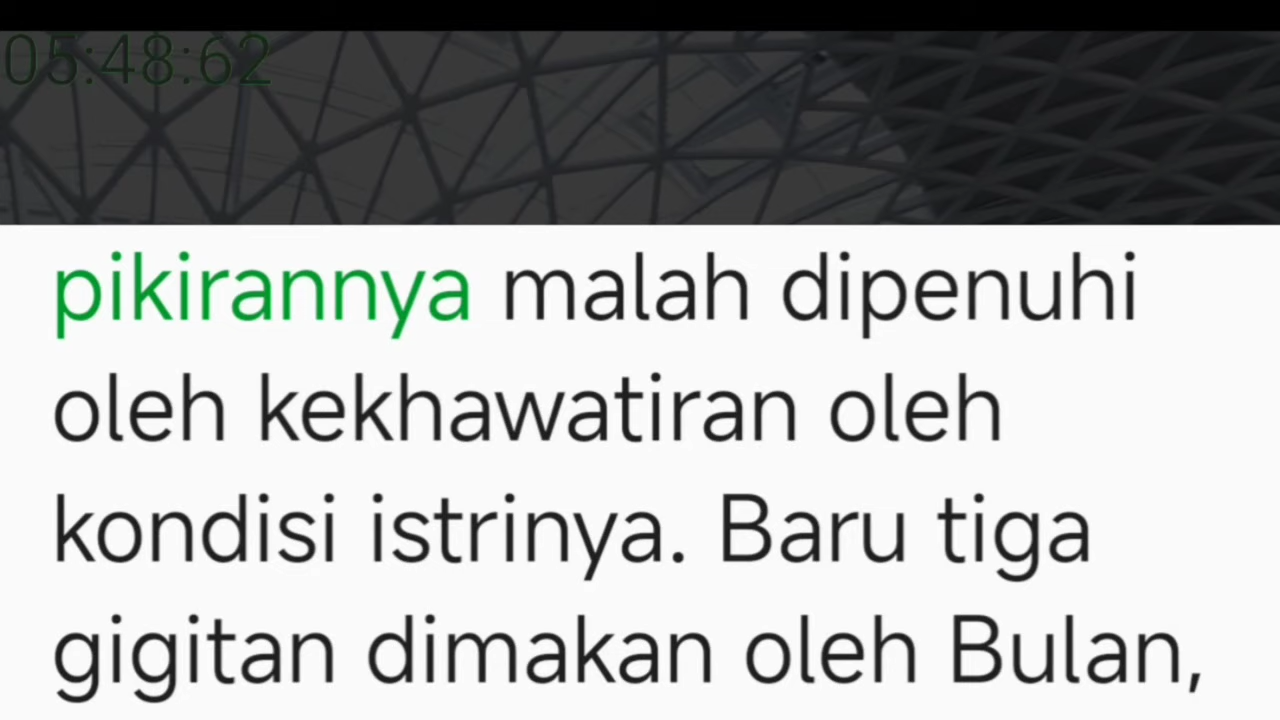 05:48:62
pikirannya malah dipenuhi
oleh kekhawatiran oleh
kondisi istrinya. Baru tiga
gigitan dimakan oleh Bulan,